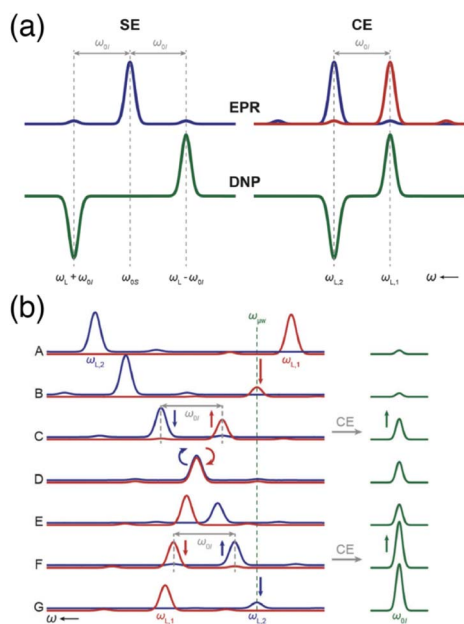 (a)
SE
CE
ω0I
ω0I
ω0I
EPR
DNP
ωL + ω0I
ω0S
ωL − ω0I
ωL,2
ωL,1
ω ←
(b)
ωμw
A
ωL,2
ωL,1
B
C
ω0I
CE
D
E
F
ω0I
CE
G
ω ←
ωL,1
ωL,2
ω0I